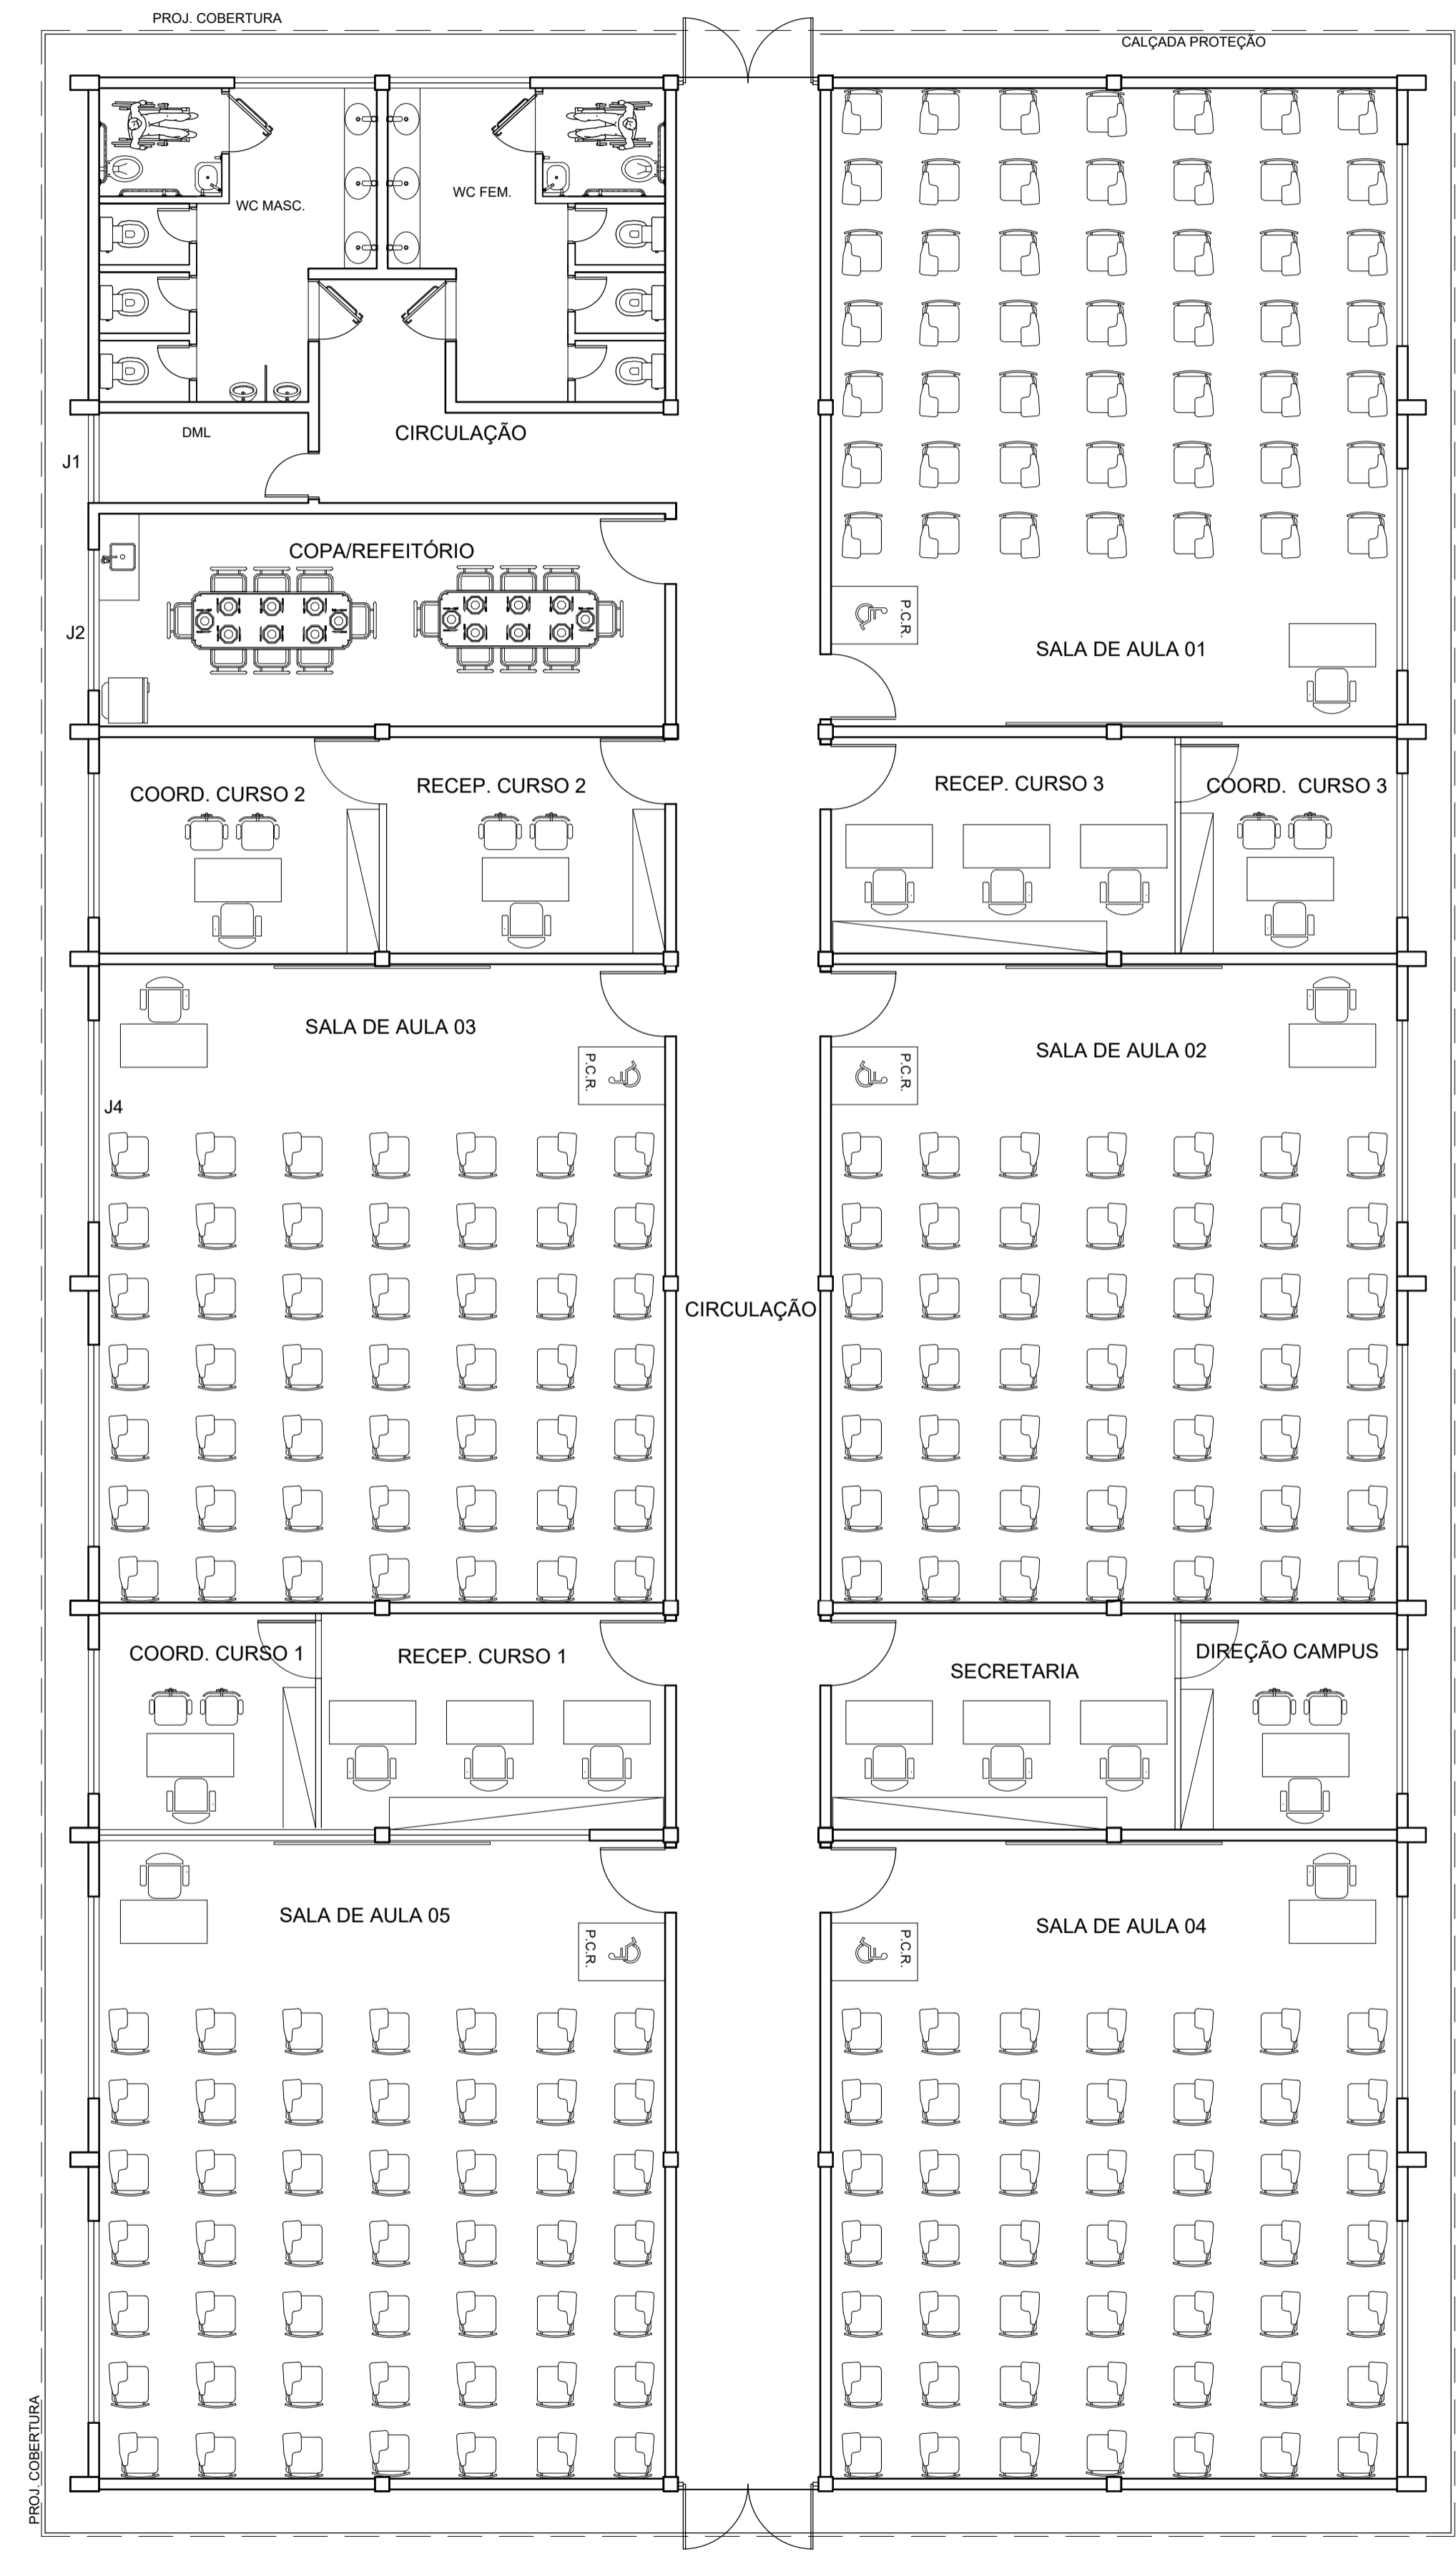 PROJ. COBERTURA
CALÇADA PROTEÇÃO
WC MASC.
WC FEM.
DML
CIRCULAÇÃO
J1
COPA/REFEITÓRIO
J2
P.C.R.
SALA DE AULA 01
COORD. CURSO 2
RECEP. CURSO 2
RECEP. CURSO 3
COORD. CURSO 3
SALA DE AULA 03
SALA DE AULA 02
P.C.R.
P.C.R.
J4
CIRCULAÇÃO
COORD. CURSO 1
RECEP. CURSO 1
SECRETARIA
DIREÇÃO CAMPUS
SALA DE AULA 05
SALA DE AULA 04
P.C.R.
P.C.R.
PROJ. COBERTURA